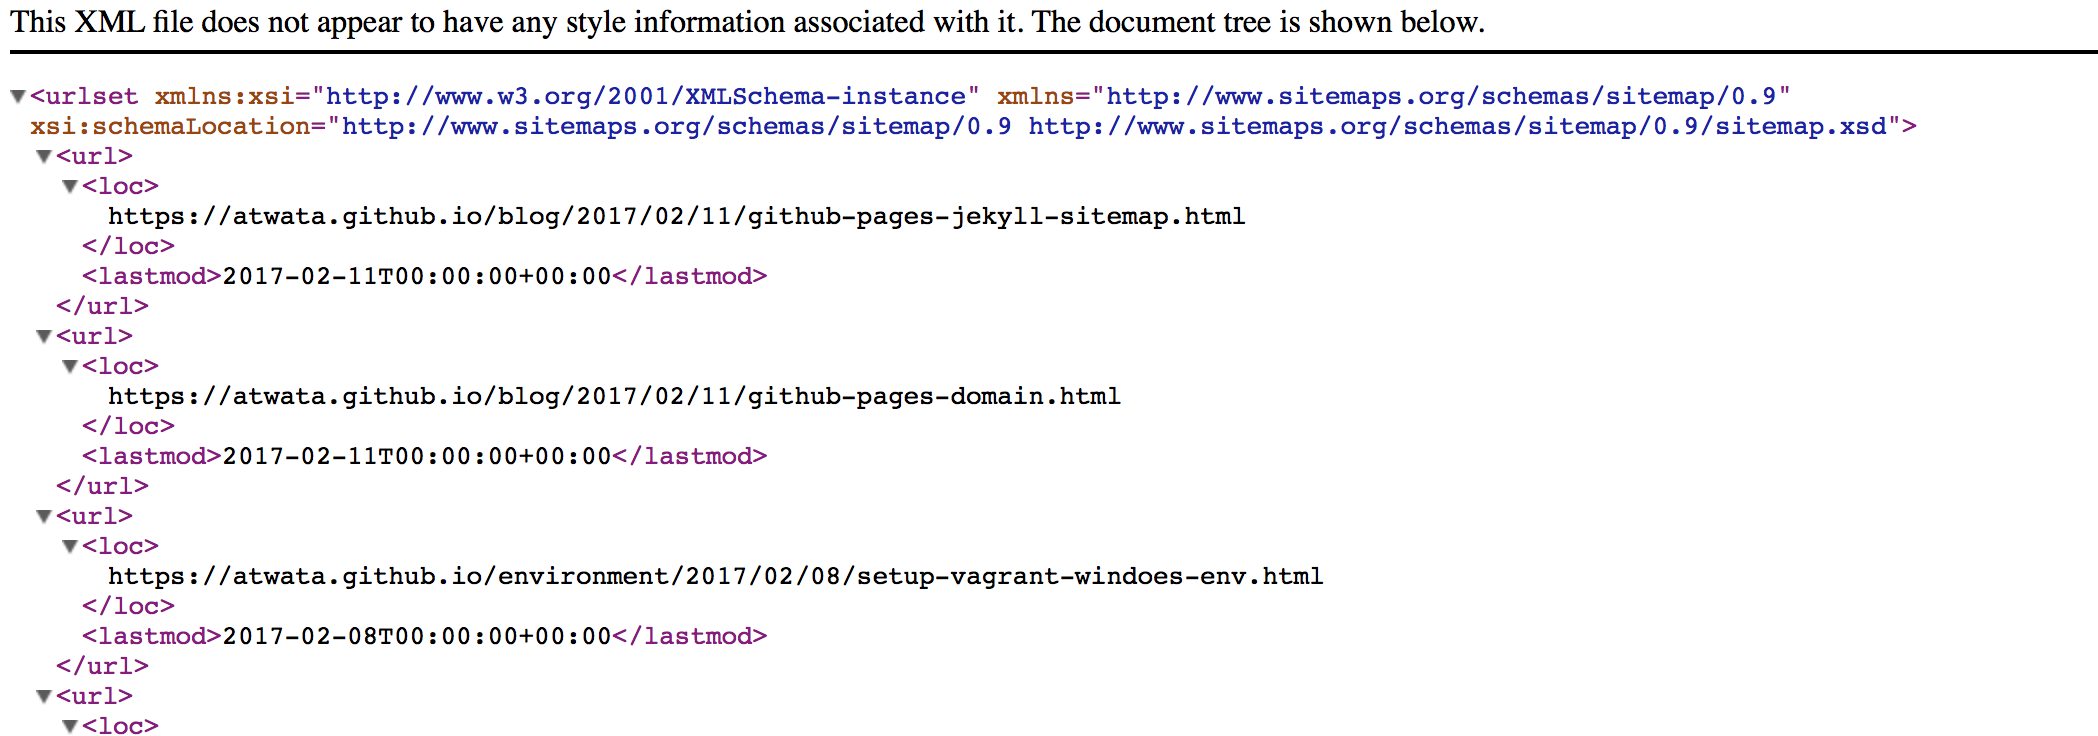 This XML file does not appear to have any style information associated with it. The document tree is shown below.
▼<urlset xmlns:xsi="http://www.w3.org/2001/XMLSchema-instance" xmlns="http://www.sitemaps.org/schemas/sitemap/0.9"
xsi:schemaLocation="http://www.sitemaps.org/schemas/sitemap/0.9 http://www.sitemaps.org/schemas/sitemap/0.9/sitemap.xsd">
▼<url>
▼<loc>
https://atwata.github.io/blog/2017/02/11/github-pages-jekyll-sitemap.html
</loc>
<lastmod>2017-02-11T00:00:00+00:00</lastmod>
</url>
▼<url>
▼<loc>
https://atwata.github.io/blog/2017/02/11/github-pages-domain.html
</loc>
<lastmod>2017-02-11T00:00:00+00:00</lastmod>
</url>
▼<url>
▼<loc>
https://atwata.github.io/environment/2017/02/08/setup-vagrant-windoes-env.html
</loc>
<lastmod>2017-02-08T00:00:00+00:00</lastmod>
</url>
▼<url>
▼<loc>